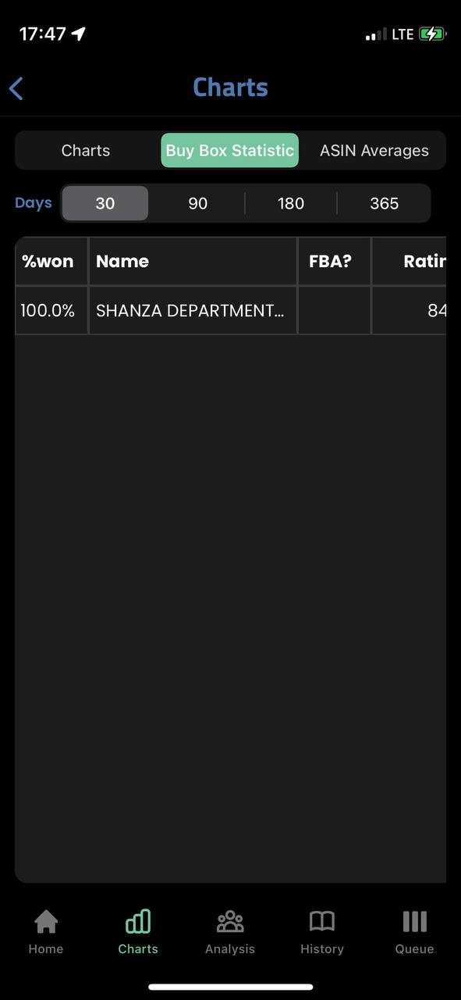 17:47
LTE
Charts
Charts Buy Box Statistic ASIN Averages
Days 30 90 180 365
%won Name FBA? Ratin
100.0% SHANZA DEPARTMENT... 84
Home Charts Analysis History Queue